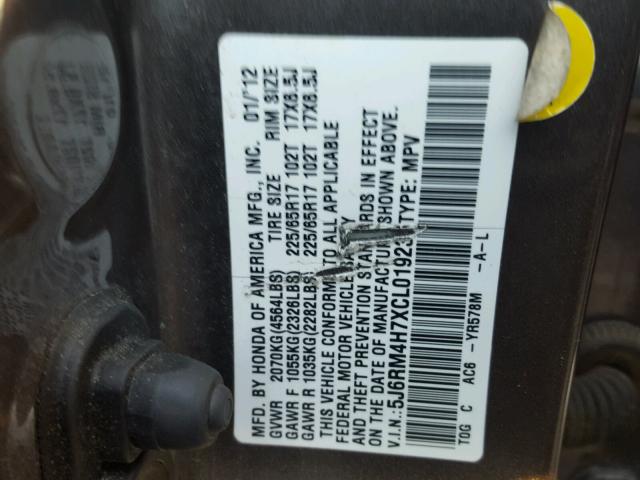 MFD. BY HONDA OF AMERICA MFG., INC. 01/12
GVWR 2070KG(4564LBS) TIRE SIZE RIM SIZE
GAWR F 1055KG(2326LBS) 225/65R17 102T 17X6.5J
GAWR R 1035KG(2282LBS) 225/65R17 102T 17X6.5J
THIS VEHICLE CONFORMS TO ALL APPLICABLE
FEDERAL MOTOR VEHICLE
AND THEFT PREVENTION STANDARDS IN EFFECT
ON THE DATE OF MANUFACTURE SHOWN ABOVE.
V.I.N.:5J6RM4H7XCL01923 TYPE: MPV
TOG C AC6 -YR578M -A-L